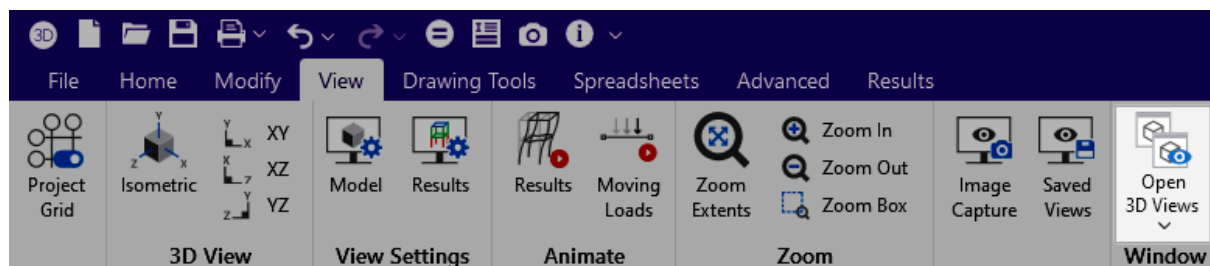 3D
File Home Modify View Drawing Tools Spreadsheets Advanced Results
Y
Z X
Isometric
Y
X
XY
X
Z
XZ
Y
Z
YZ
3D View
Project
Grid
Model
Results
View Settings
Results
Moving
Loads
Animate
Zoom
Extents
Zoom In
Zoom Out
Zoom Box
Zoom
Image
Capture
Saved
Views
Open
3D Views
Window